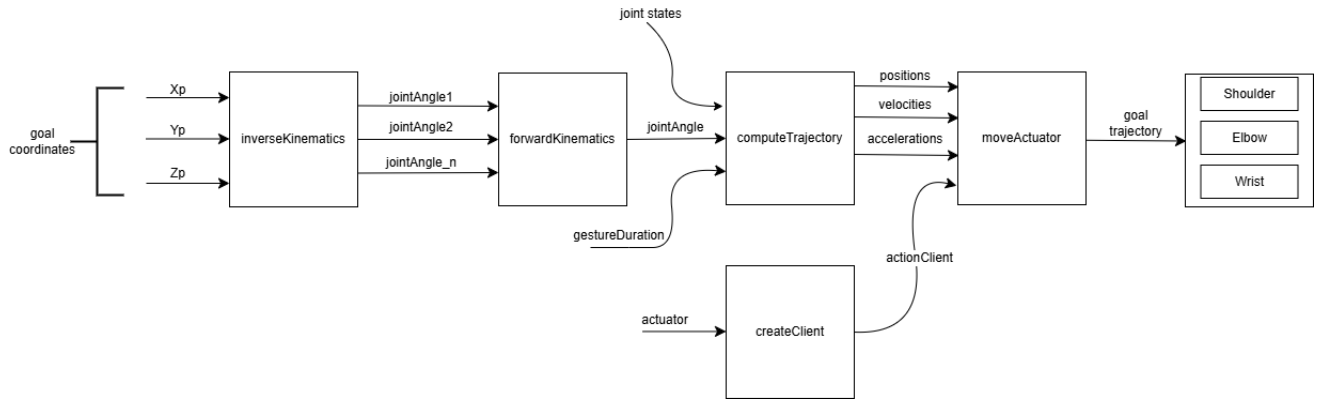 joint states
goal
coordinates
Xp
Yp
Zp
inverseKinematics
jointAngle1
jointAngle2
jointAngle_n
forwardKinematics
jointAngle
gestureDuration
computeTrajectory
positions
velocities
accelerations
moveActuator
goal
trajectory
Shoulder
Elbow
Wrist
actuator
createClient
actionClient